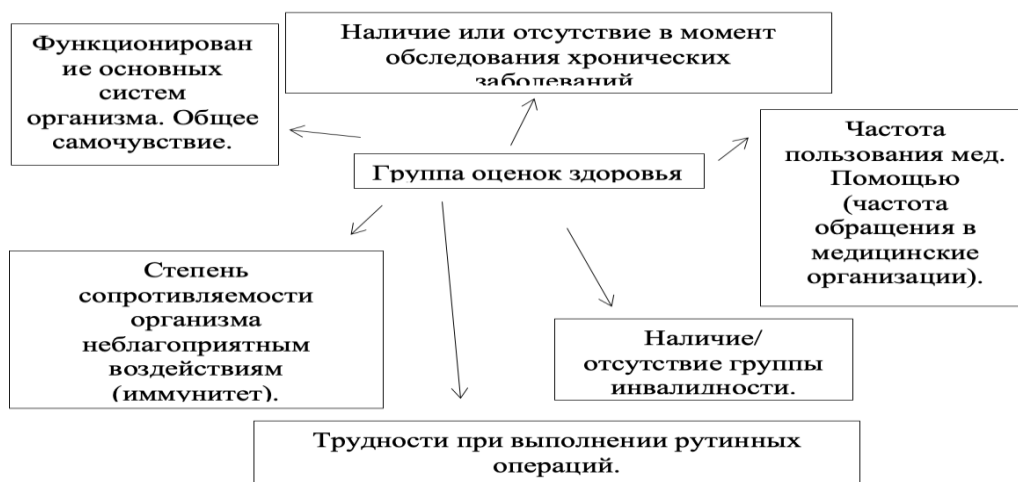 Функционирован
ие основных
систем
организма. Общее
самочувствие.
Наличие или отсутствие в момент
обследования хронических
заболеваний
Частота
пользования мед.
Помощью
(частота
обращения в
медицинские
организации).
Группа оценок здоровья
Степень
сопротивляемости
организма
неблагоприятным
воздействиям
(иммунитет).
Наличие/
отсутствие группы
инвалидности.
Трудности при выполнении рутинных
операций.